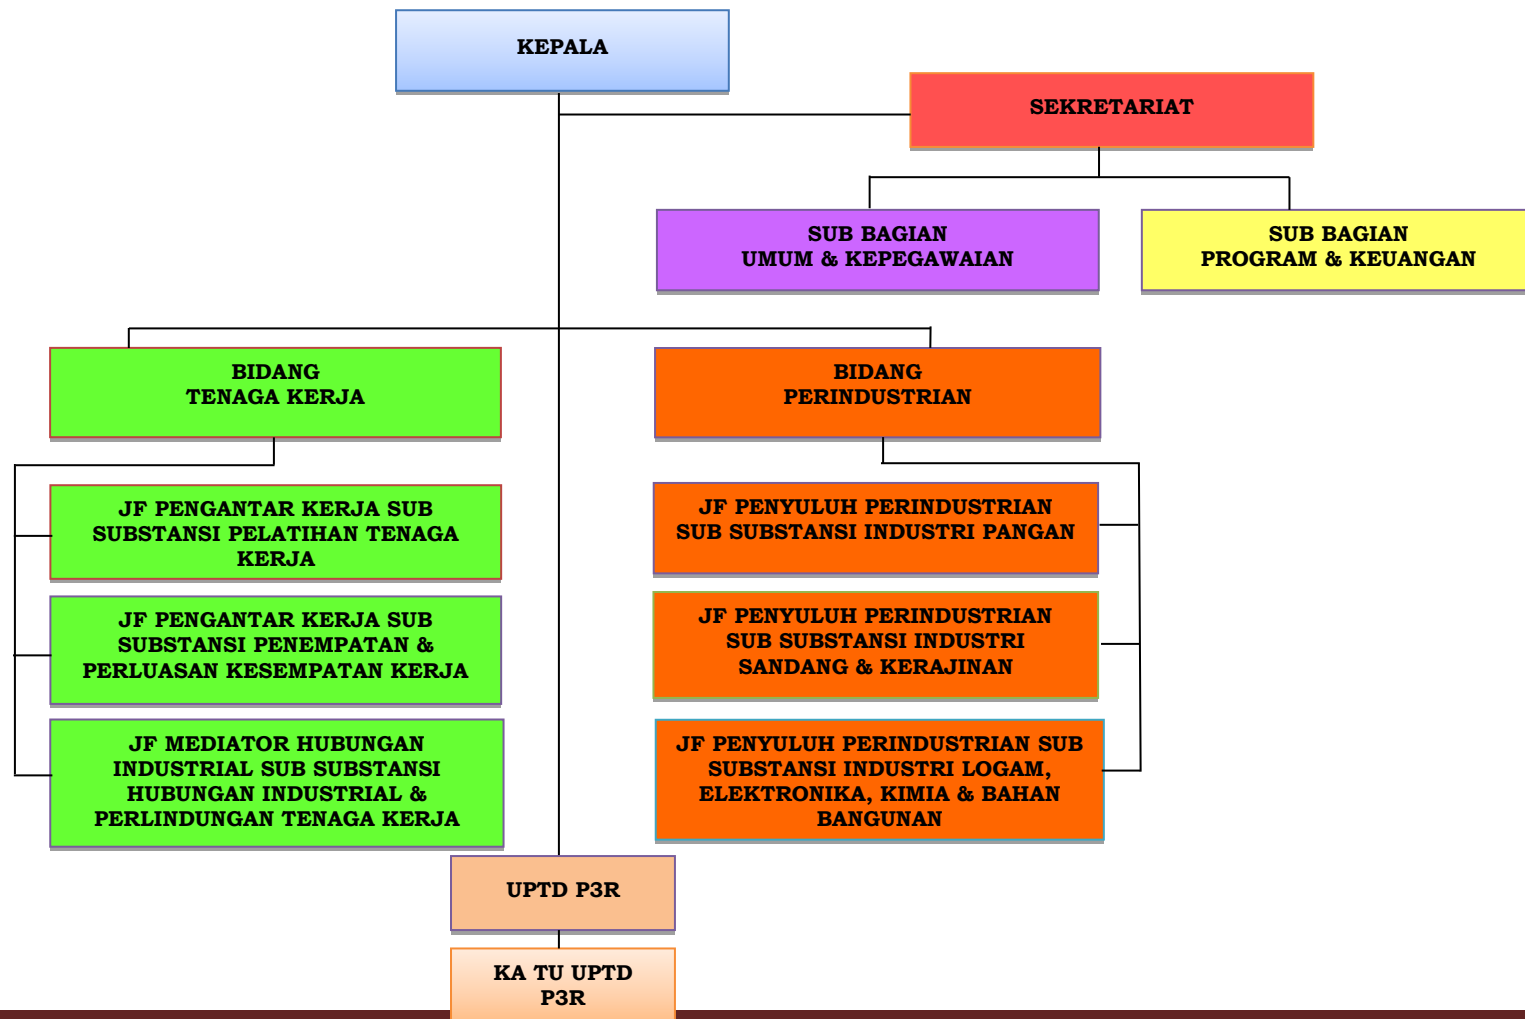 KEPALA
SEKRETARIAT
SUB BAGIAN
UMUM & KEPEGAWAIAN
SUB BAGIAN
PROGRAM & KEUANGAN
BIDANG
TENAGA KERJA
BIDANG
PERINDUSTRIAN
JF PENGANTAR KERJA SUB
SUBSTANSI PELATIHAN TENAGA
KERJA
JF PENGANTAR KERJA SUB
SUBSTANSI PENEMPATAN &
PERLUASAN KESEMPATAN KERJA
JF MEDIATOR HUBUNGAN
INDUSTRIAL SUB SUBSTANSI
HUBUNGAN INDUSTRIAL &
PERLINDUNGAN TENAGA KERJA
JF PENYULUH PERINDUSTRIAN
SUB SUBSTANSI INDUSTRI PANGAN
JF PENYULUH PERINDUSTRIAN
SUB SUBSTANSI INDUSTRI
SANDANG & KERAJINAN
JF PENYULUH PERINDUSTRIAN SUB
SUBSTANSI INDUSTRI LOGAM,
ELEKTRONIKA, KIMIA & BAHAN
BANGUNAN
UPTD P3R
KA TU UPTD
P3R